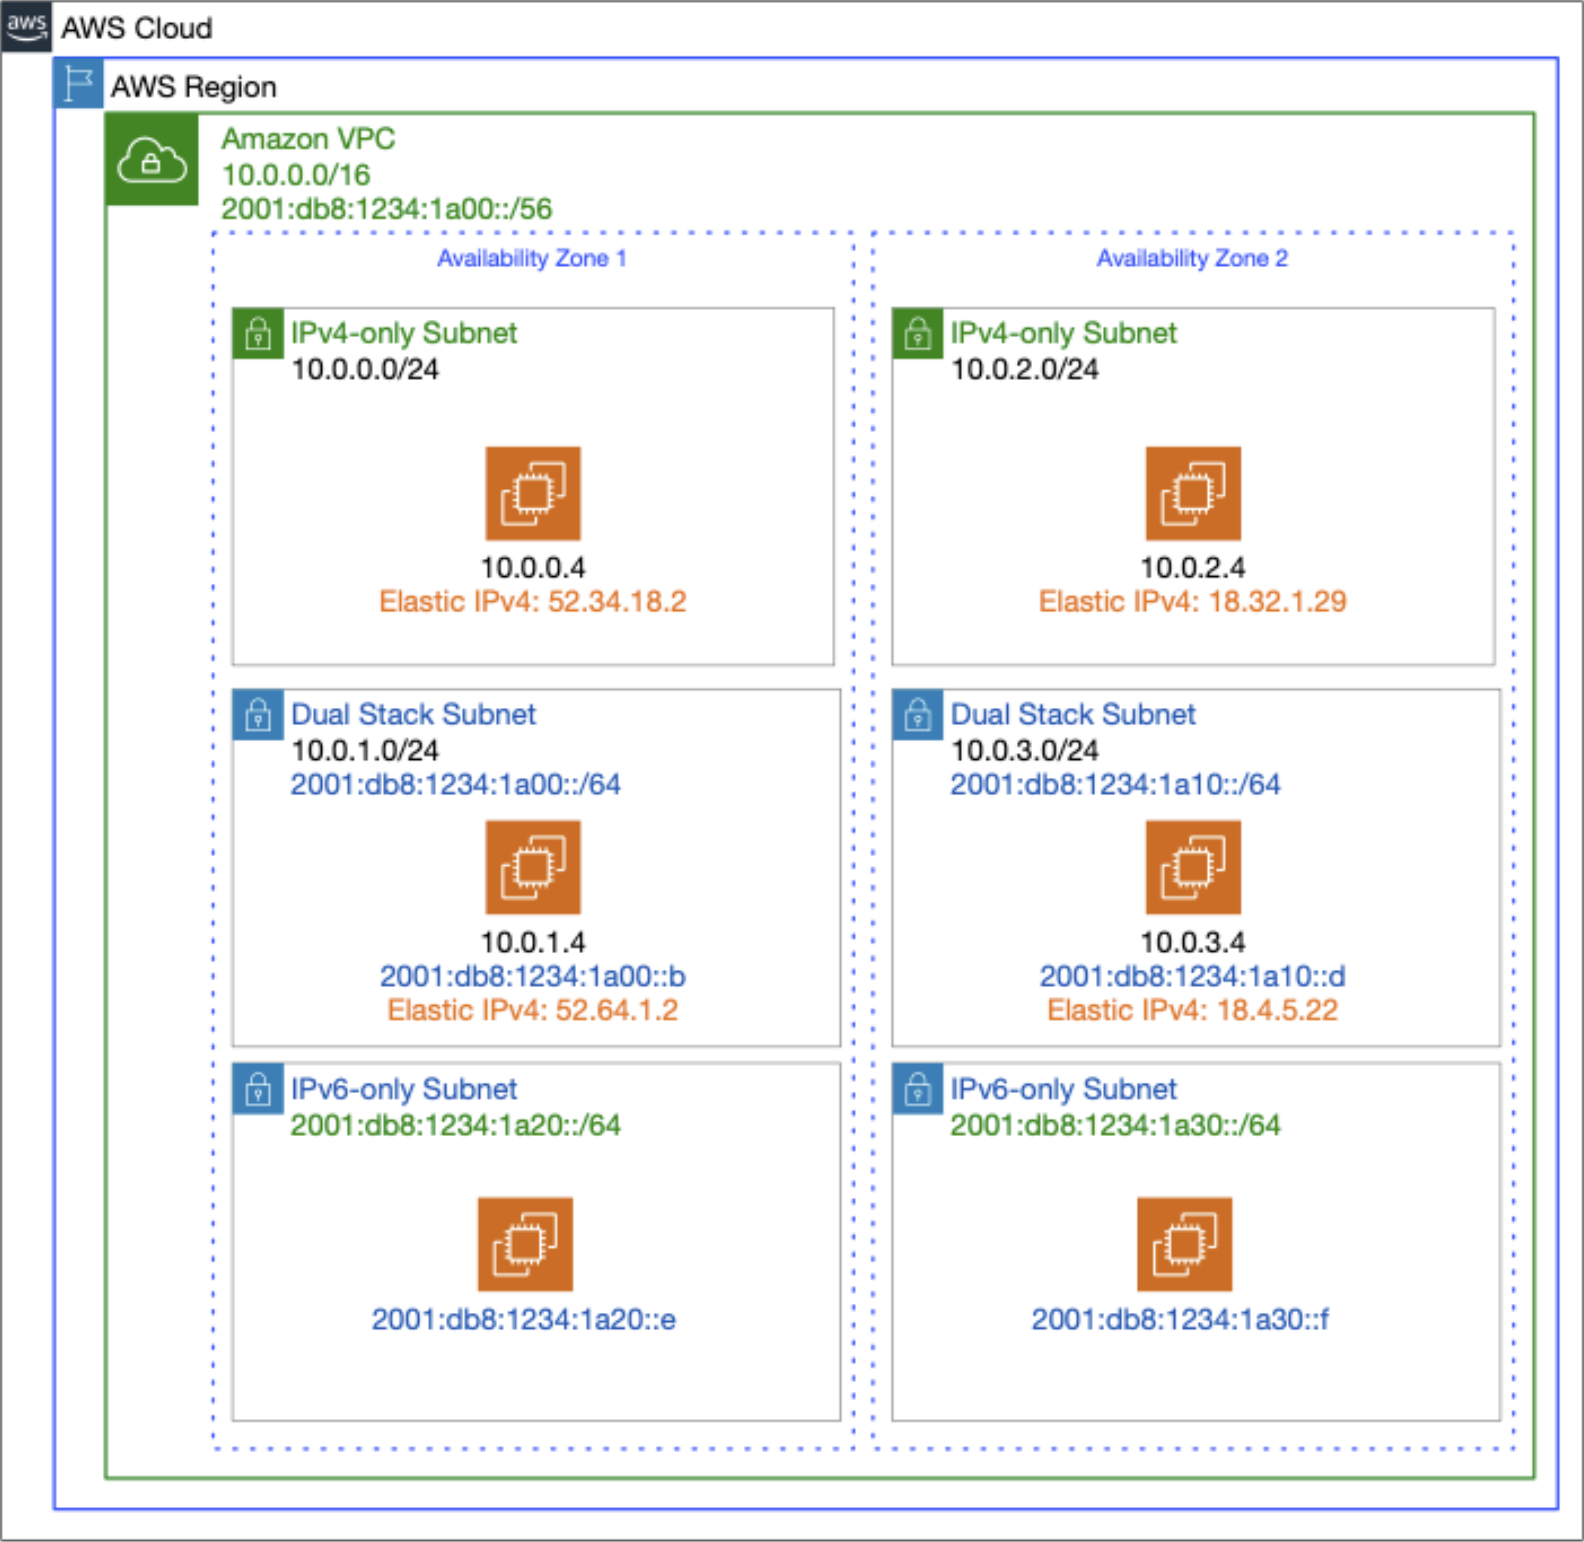 aws
AWS Cloud
AWS Region
Amazon VPC
10.0.0.0/16
2001:db8:1234:1a00::/56
Availability Zone 1
IPv4-only Subnet
10.0.0.0/24
10.0.0.4
Elastic IPv4: 52.34.18.2
Dual Stack Subnet
10.0.1.0/24
2001:db8:1234:1a00::/64
10.0.1.4
2001:db8:1234:1a00::b
Elastic IPv4: 52.64.1.2
IPv6-only Subnet
2001:db8:1234:1a20::/64
2001:db8:1234:1a20::e
Availability Zone 2
IPv4-only Subnet
10.0.2.0/24
10.0.2.4
Elastic IPv4: 18.32.1.29
Dual Stack Subnet
10.0.3.0/24
2001:db8:1234:1a10::/64
10.0.3.4
2001:db8:1234:1a10::d
Elastic IPv4: 18.4.5.22
IPv6-only Subnet
2001:db8:1234:1a30::/64
2001:db8:1234:1a30::f